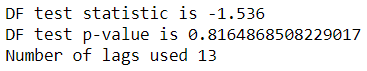 DF test statistic is -1.536
DF test p-value is 0.8164868508229017
Number of lags used 13